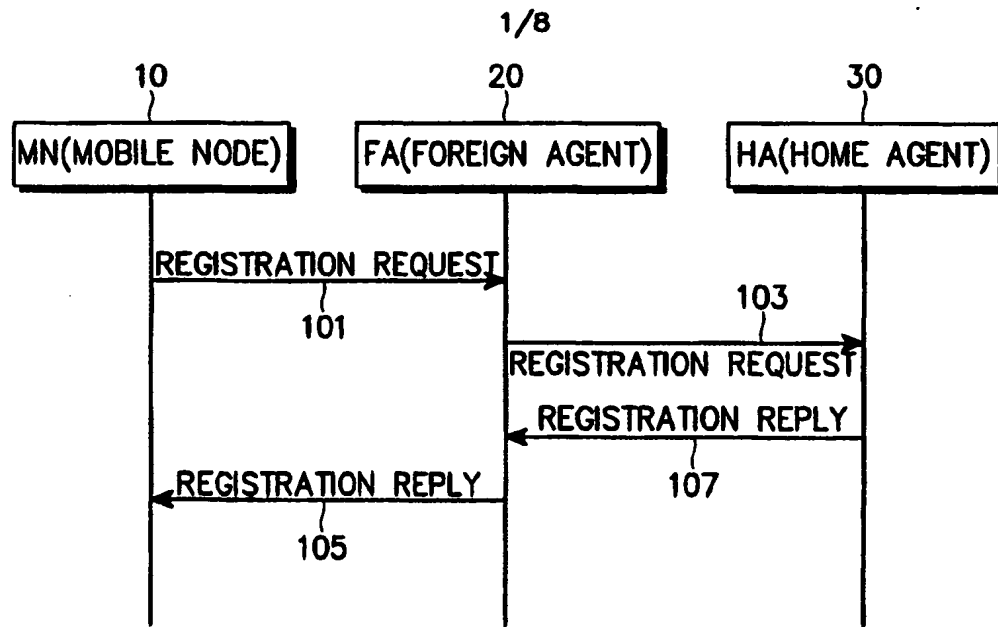 1/8
10
20
30
MN(MOBILE NODE)
FA(FOREIGN AGENT)
HA(HOME AGENT)
REGISTRATION REQUEST
101
103
REGISTRATION REQUEST
REGISTRATION REPLY
107
REGISTRATION REPLY
105